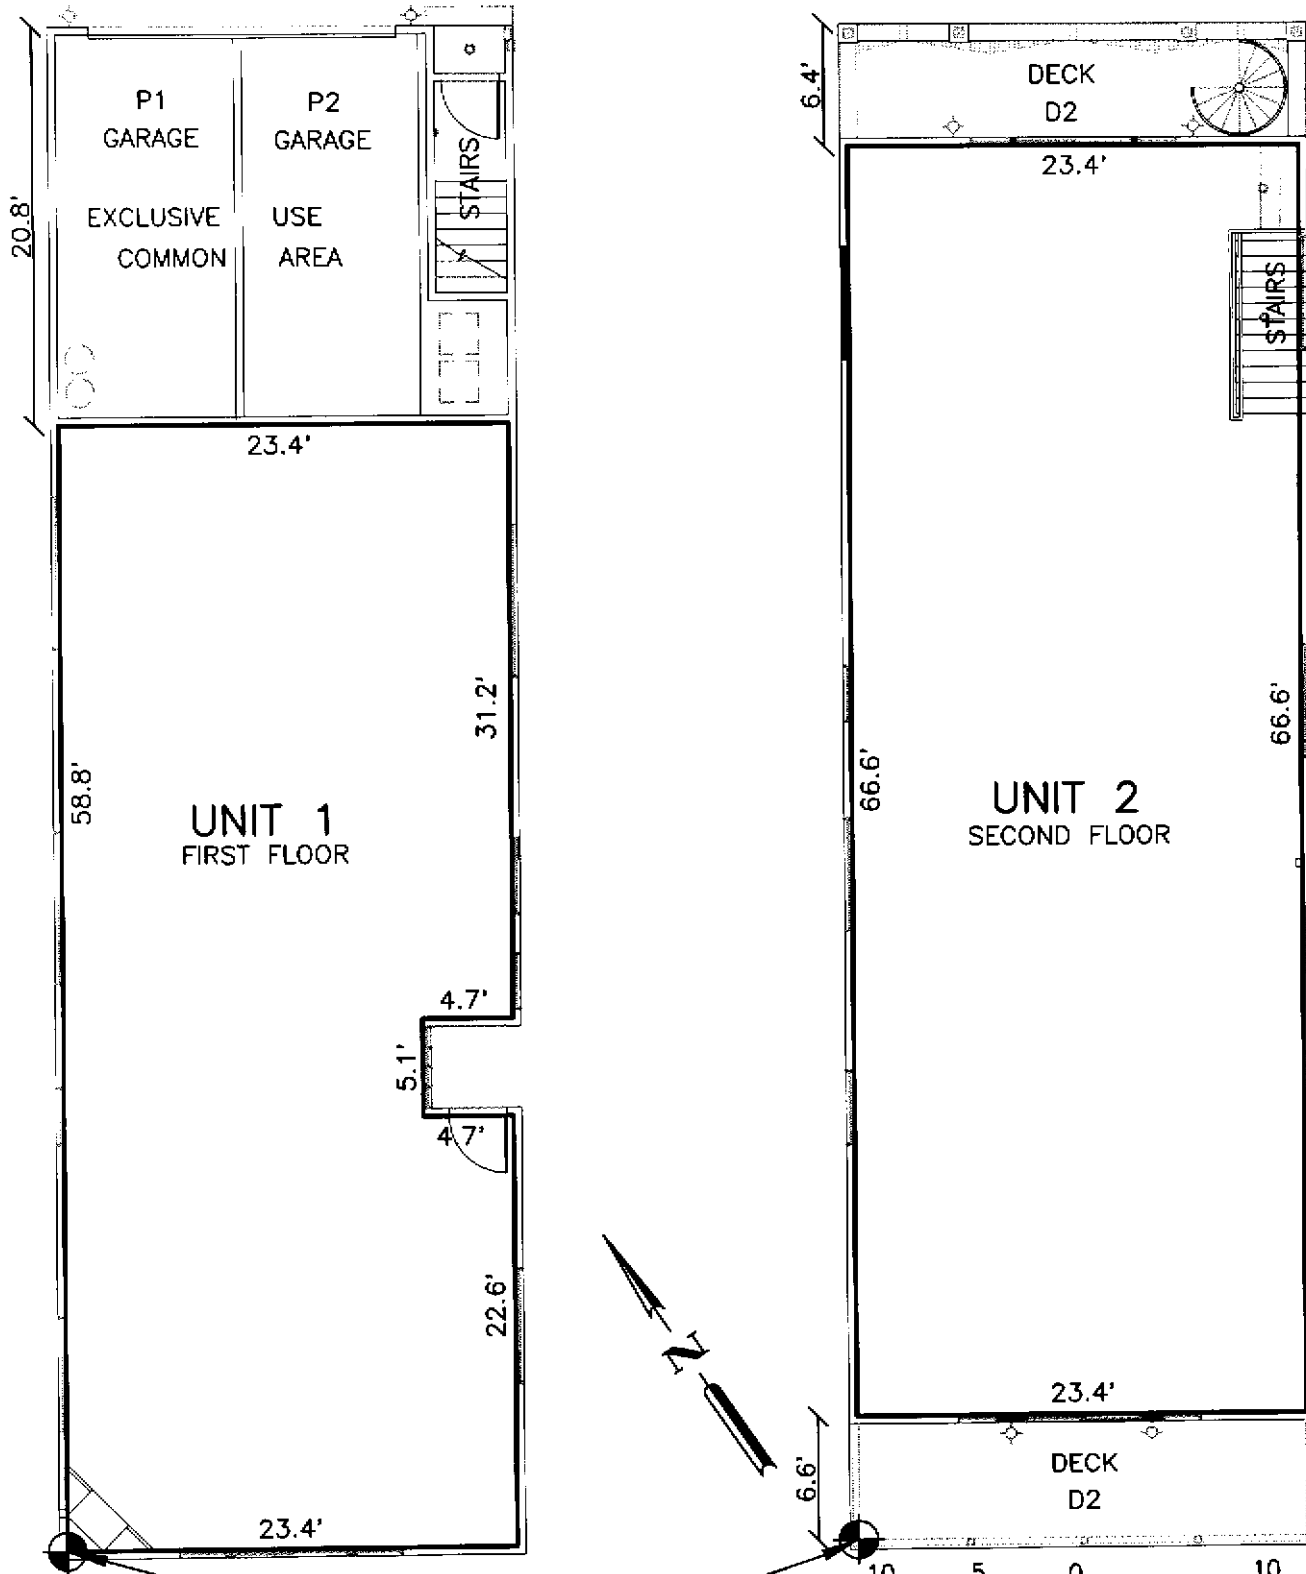 P1
GARAGE
P2
GARAGE
STAIRS
EXCLUSIVE USE
COMMON AREA
20.8'
23.4'
31.2'
58.8'
UNIT 1
FIRST FLOOR
4.7'
5.1'
4.7'
22.6'
23.4'
N
DECK
D2
6.4'
23.4'
STAIRS
66.6'
66.6'
UNIT 2
SECOND FLOOR
23.4'
DECK
D2
6.6'
10 5 0 10